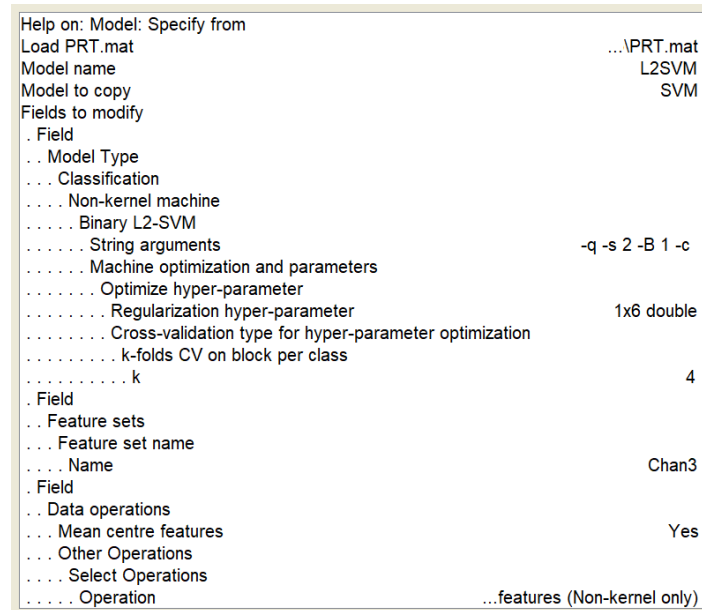 Help on: Model: Specify from
Load PRT.mat ...\PRT.mat
Model name L2SVM
Model to copy SVM
Fields to modify
. Field
. . Model Type
. . . Classification
. . . . Non-kernel machine
. . . . . Binary L2-SVM
. . . . . . String arguments -q -s 2 -B 1 -c
. . . . . . Machine optimization and parameters
. . . . . . . Optimize hyper-parameter
. . . . . . . . Regularization hyper-parameter 1x6 double
. . . . . . . . Cross-validation type for hyper-parameter optimization
. . . . . . . . . k-folds CV on block per class
. . . . . . . . . . k 4
. Field
. . Feature sets
. . . Feature set name
. . . . Name Chan3
. Field
. . Data operations
. . . Mean centre features Yes
. . . Other Operations
. . . . Select Operations
. . . . . Operation ...features (Non-kernel only)